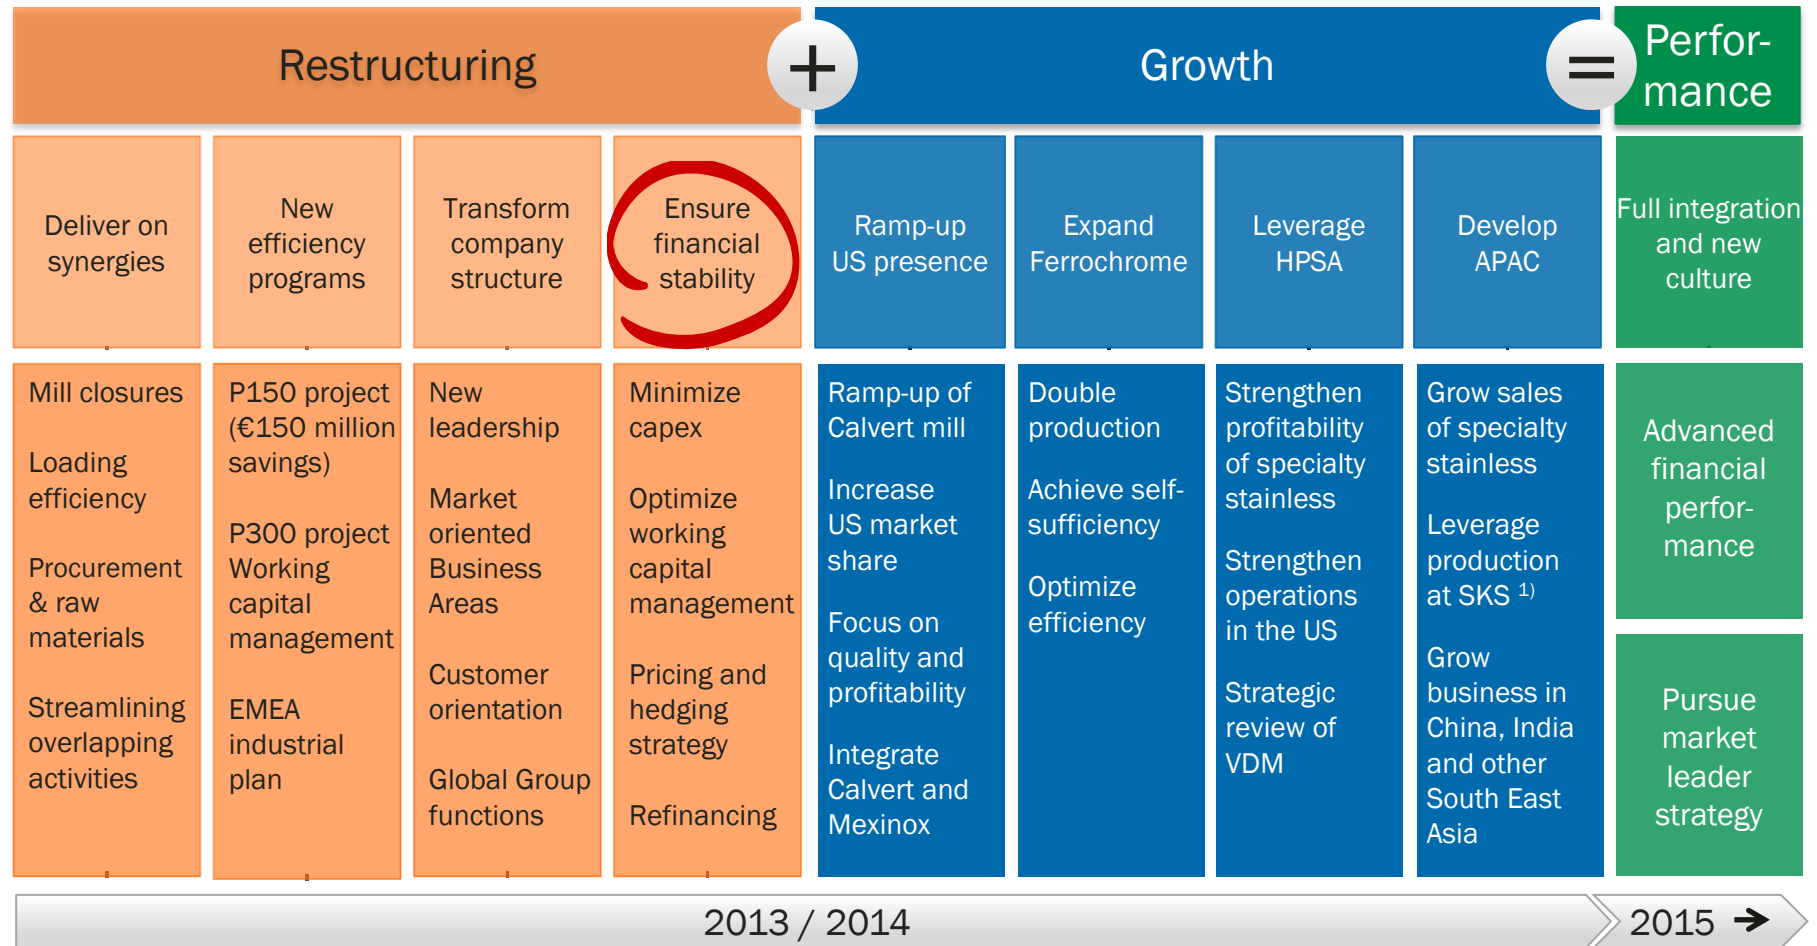 Restructuring
+
Growth
=
Perfor-
mance
Deliver on
synergies
New
efficiency
programs
Transform
company
structure
Ensure
financial
stability
Ramp-up
US presence
Expand
Ferrochrome
Leverage
HPSA
Develop
APAC
Full integration
and new
culture
Mill closures
Loading
efficiency
Procurement
& raw
materials
Streamlining
overlapping
activities
P150 project
(€150 million
savings)
P300 project
Working
capital
management
EMEA
industrial
plan
New
leadership
Market
oriented
Business
Areas
Customer
orientation
Global Group
functions
Minimize
capex
Optimize
working
capital
management
Pricing and
hedging
strategy
Refinancing
Ramp-up of
Calvert mill
Increase
US market
share
Focus on
quality and
profitability
Integrate
Calvert and
Mexinox
Double
production
Achieve self-
sufficiency
Optimize
efficiency
Strengthen
profitability
of specialty
stainless
Strengthen
operations
in the US
Strategic
review of
VDM
Grow sales
of specialty
stainless
Leverage
production
at SKS 1)
Grow
business in
China, India
and other
South East
Asia
Advanced
financial
perfor-
mance
Pursue
market
leader
strategy
2013 / 2014
2015 →